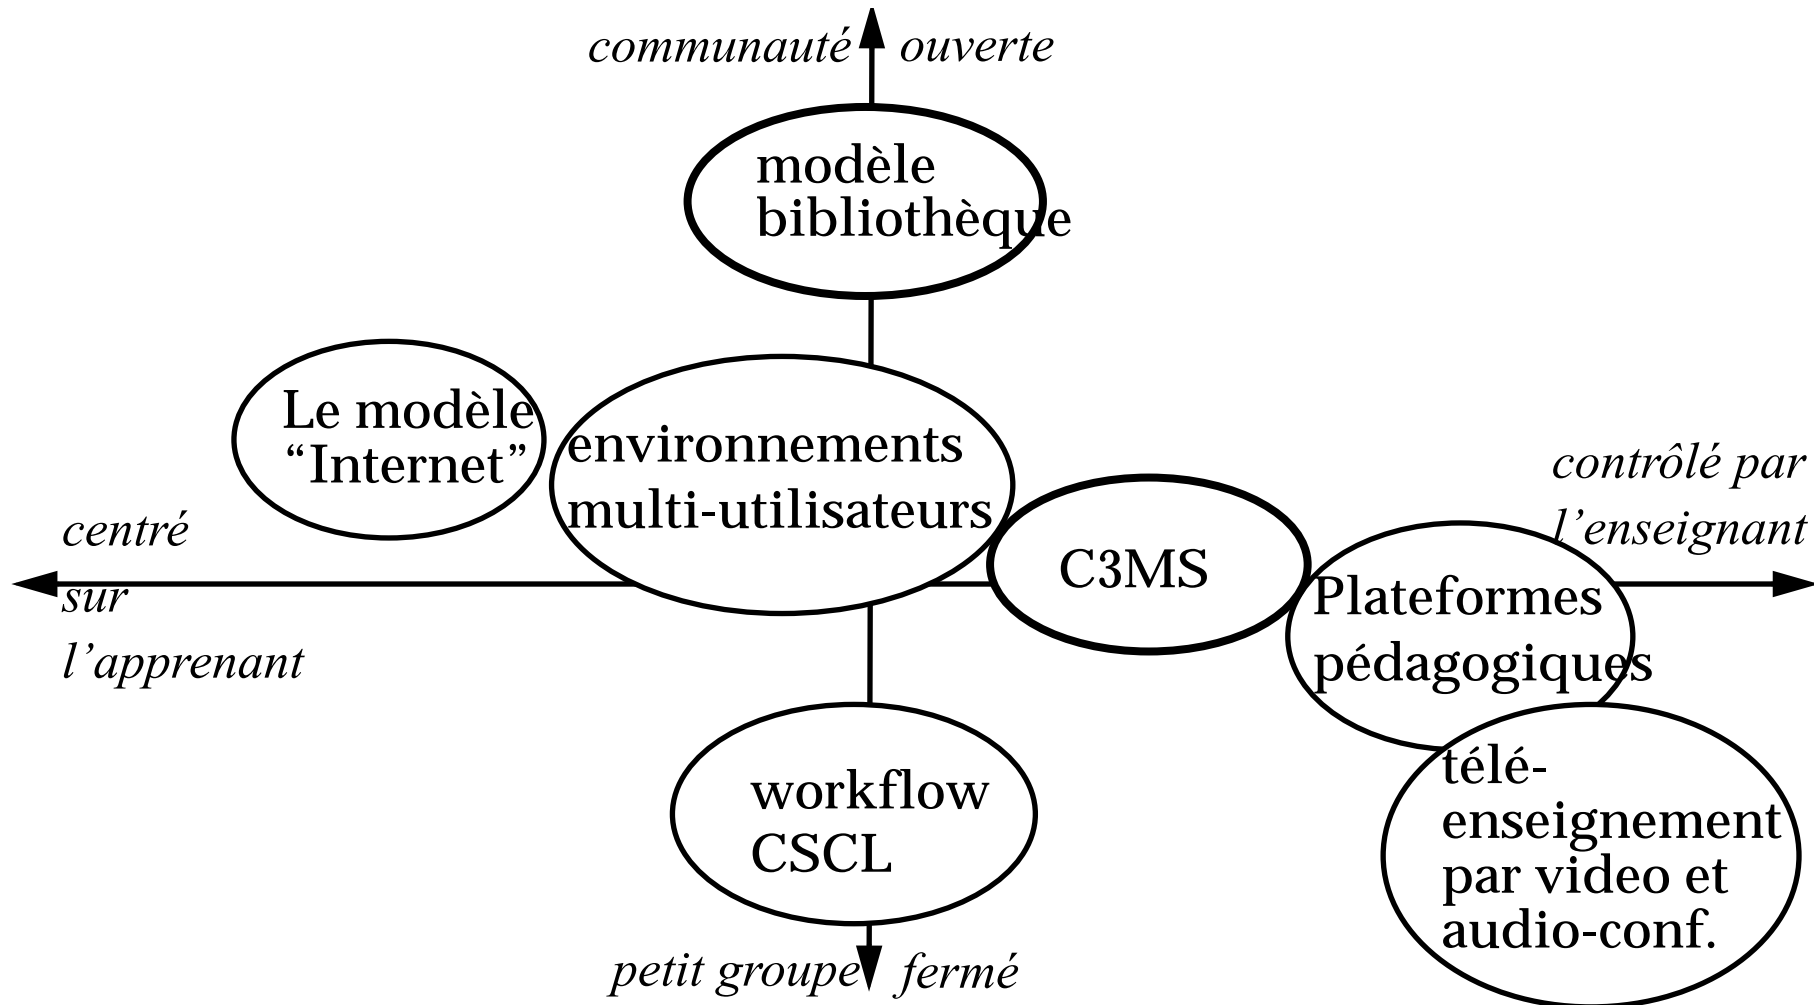 communauté ouverte
modèle
bibliothèque
Le modèle
“Internet”
environnements
multi-utilisateurs
centré
sur
l’apprenant
C3MS
contrôlé par
l’enseignant
Plateformes
pédagogiques
workflow
CSCL
télé-
enseignement
par video et
audio-conf.
petit groupe fermé